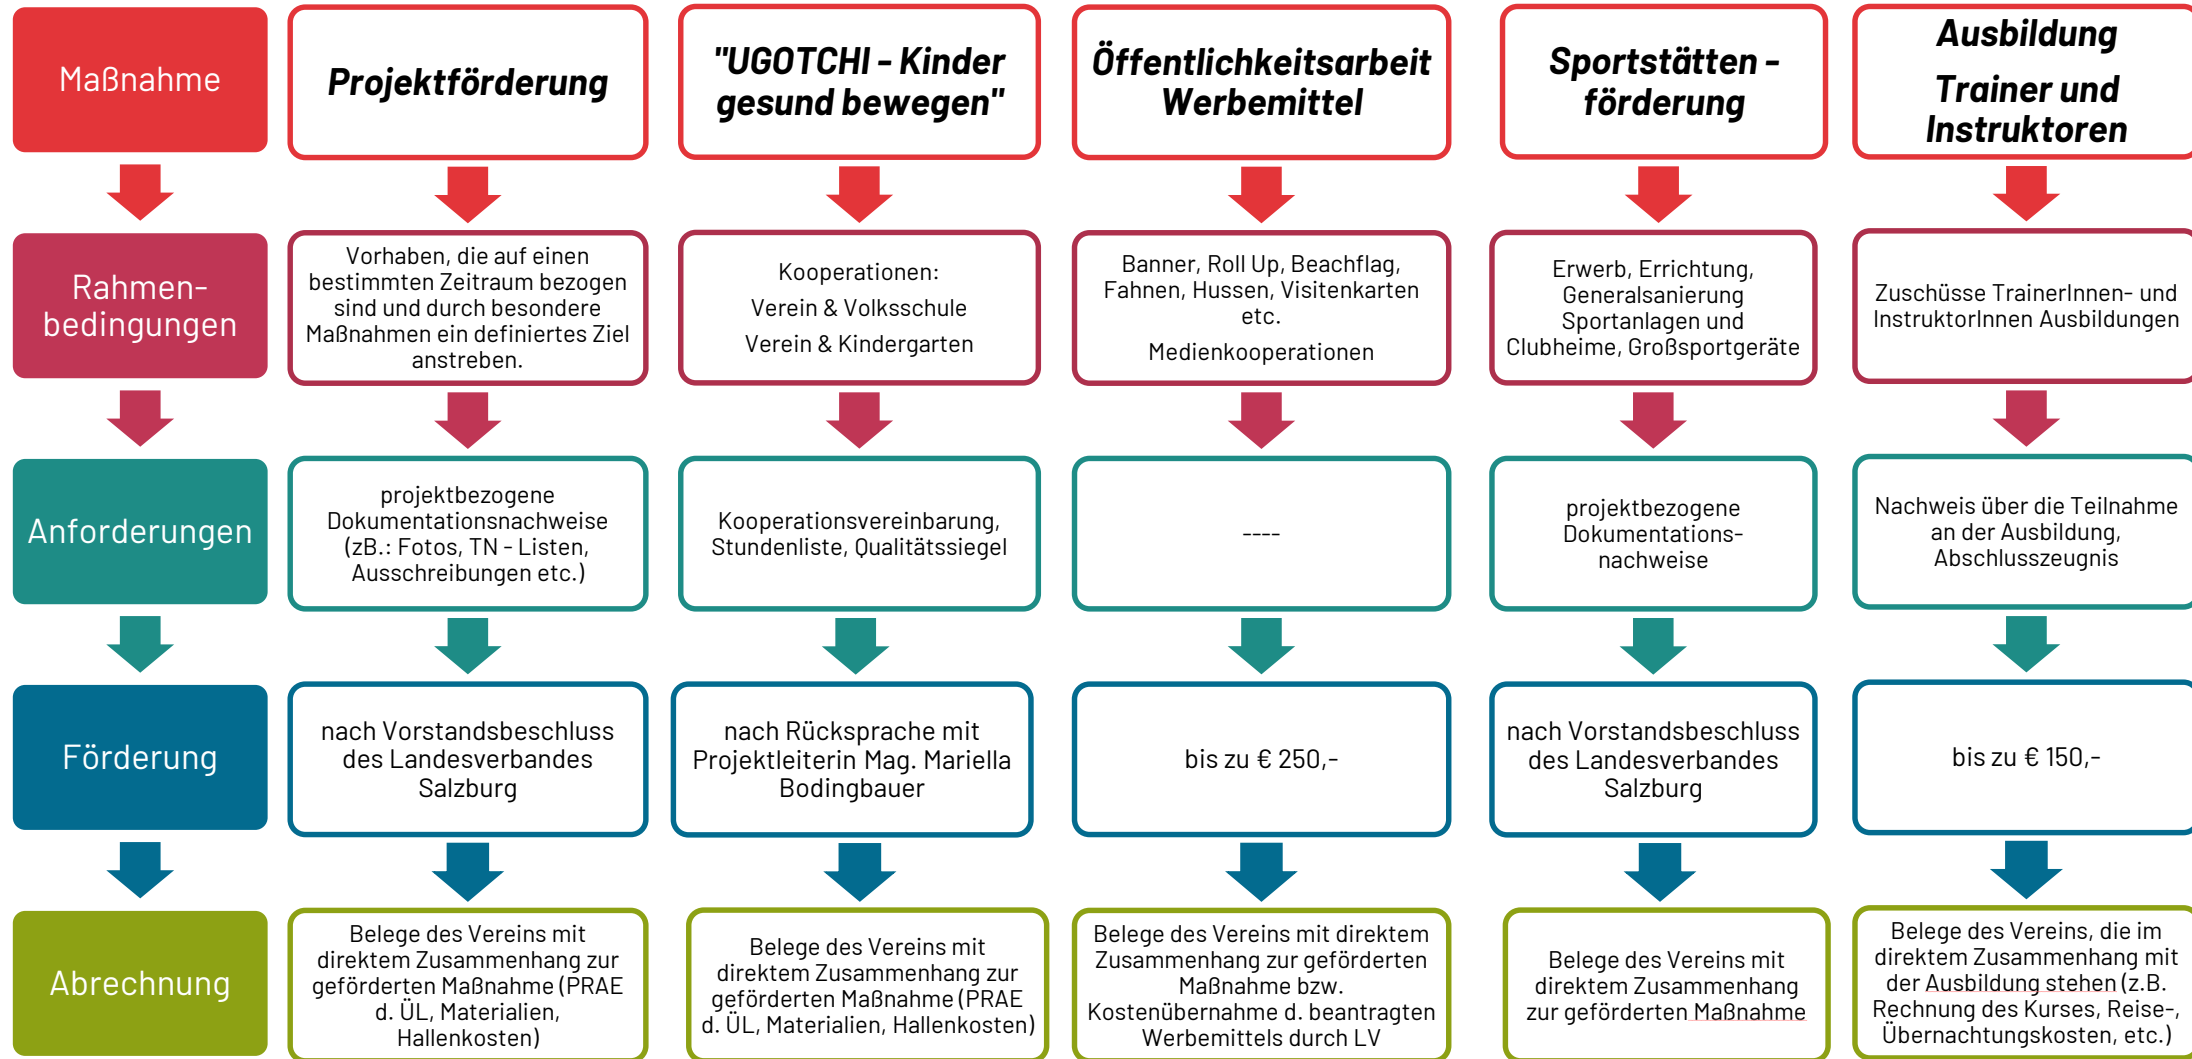 Maßnahme
Projektförderung
"UGOTCHI - Kinder
gesund bewegen"
Öffentlichkeitsarbeit
Werbemittel
Sportstätten -
förderung
Ausbildung
Trainer und
Instruktoren
Rahmen-
bedingungen
Vorhaben, die auf einen
bestimmten Zeitraum bezogen
sind und durch besondere
Maßnahmen ein definiertes Ziel
anstreben.
Kooperationen:
Verein & Volksschule
Verein & Kindergarten
Banner, Roll Up, Beachflag,
Fahnen, Hussen, Visitenkarten
etc.
Medienkooperationen
Erwerb, Errichtung,
Generalsanierung
Sportanlagen und
Clubheime, Großsportgeräte
Zuschüsse TrainerInnen- und
InstruktorInnen Ausbildungen
Anforderungen
projektbezogene
Dokumentationsnachweise
(zB.: Fotos, TN - Listen,
Ausschreibungen etc.)
Kooperationsvereinbarung,
Stundenliste, Qualitätssiegel
----
projektbezogene
Dokumentations-
nachweise
Nachweis über die Teilnahme
an der Ausbildung,
Abschlusszeugnis
Förderung
nach Vorstandsbeschluss
des Landesverbandes
Salzburg
nach Rücksprache mit
Projektleiterin Mag. Mariella
Bodingbauer
bis zu € 250,-
nach Vorstandsbeschluss
des Landesverbandes
Salzburg
bis zu € 150,-
Abrechnung
Belege des Vereins mit
direktem Zusammenhang zur
geförderten Maßnahme (PRAE
d. ÜL, Materialien,
Hallenkosten)
Belege des Vereins mit
direktem Zusammenhang zur
geförderten Maßnahme (PRAE
d. ÜL, Materialien, Hallenkosten)
Belege des Vereins mit direktem
Zusammenhang zur geförderten
Maßnahme bzw.
Kostenübernahme d. beantragten
Werbemittels durch LV
Belege des Vereins mit
direktem Zusammenhang
zur geförderten Maßnahme
Belege des Vereins, die im
direktem Zusammenhang mit
der Ausbildung stehen (z.B.
Rechnung des Kurses, Reise-,
Übernachtungskosten, etc.)